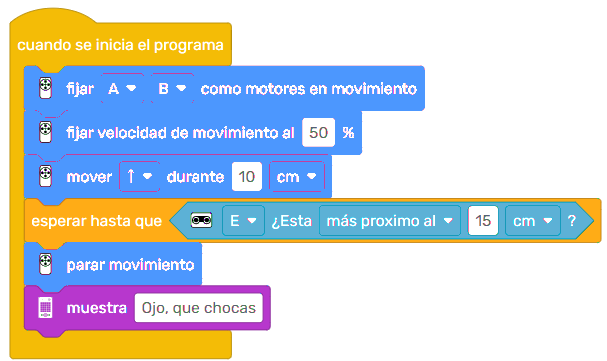 cuando se inicia el programa
fijar A B como motores en movimiento
fijar velocidad de movimiento al 50 %
mover ↑ durante 10 cm
esperar hasta que E ¿Esta más proximo al 15 cm ?
parar movimiento
muestra Ojo, que chocas